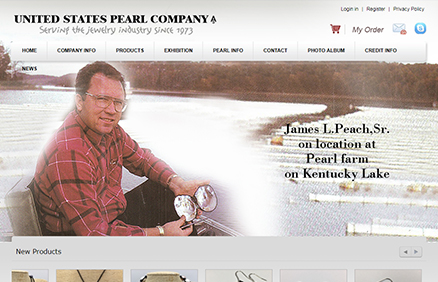 Login in | Register | Privacy Policy
UNITED STATES PEARL COMPANY
Serving the jewelry industry since 1973
My Order
HOME COMPANY INFO PRODUCTS EXHIBITION PEARL INFO CONTACT PHOTO ALBUM CREDIT INFO
NEWS
James L.Peach,Sr.
on location at
Pearl farm
on Kentucky Lake
New Products